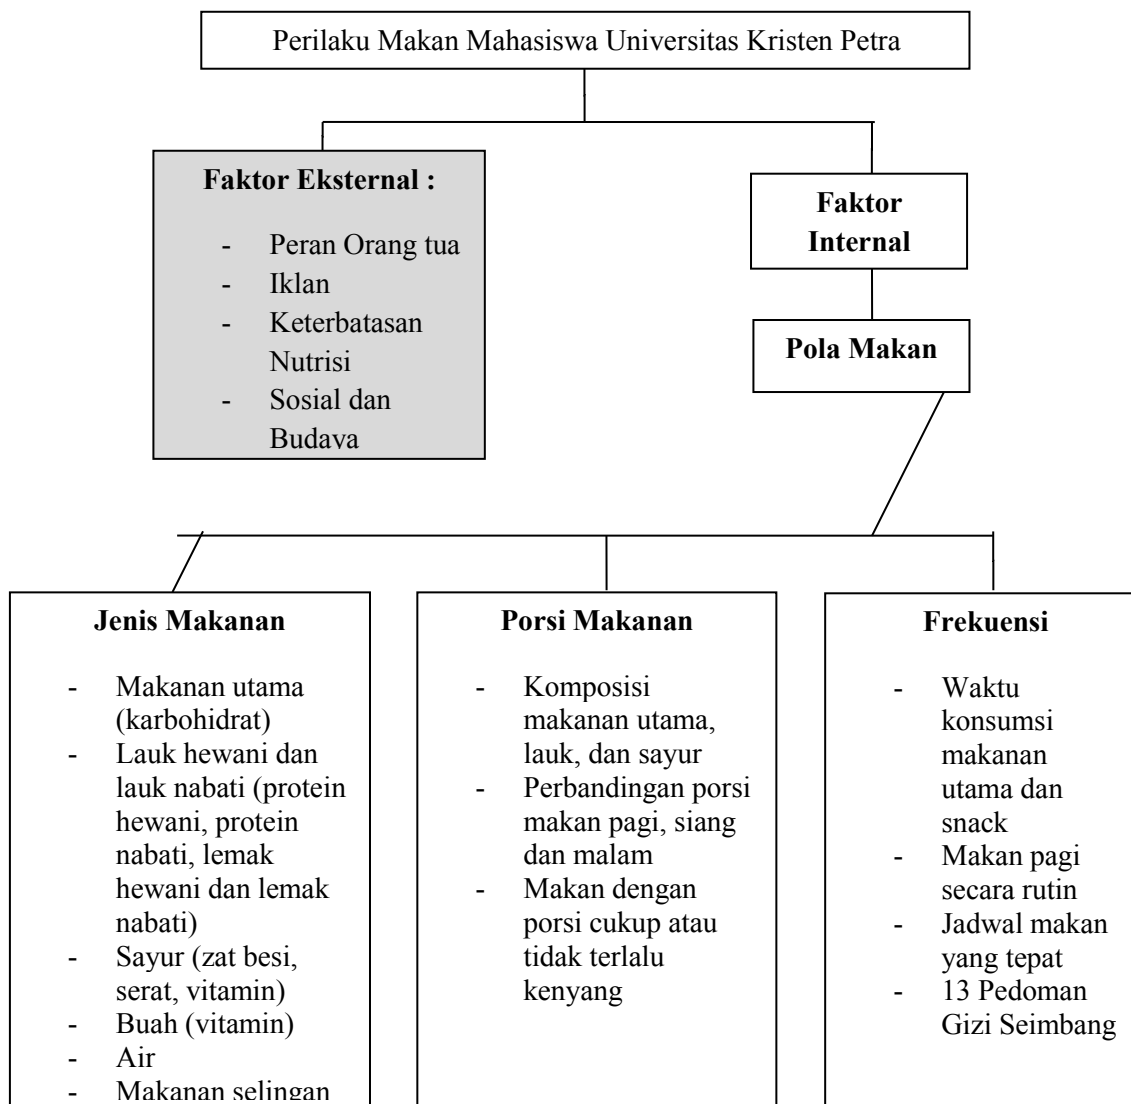 Perilaku Makan Mahasiswa Universitas Kristen Petra
Faktor Eksternal :
- Peran Orang tua
- Iklan
- Keterbatasan
Nutrisi
- Sosial dan
Budaya
Faktor
Internal
Pola Makan
Jenis Makanan
- Makanan utama
(karbohidrat)
- Lauk hewani dan
lauk nabati (protein
hewani, protein
nabati, lemak
hewani dan lemak
nabati)
- Sayur (zat besi,
serat, vitamin)
- Buah (vitamin)
- Air
- Makanan selingan
Porsi Makanan
- Komposisi
makanan utama,
lauk, dan sayur
- Perbandingan porsi
makan pagi, siang
dan malam
- Makan dengan
porsi cukup atau
tidak terlalu
kenyang
Frekuensi
- Waktu
konsumsi
makanan
utama dan
snack
- Makan pagi
secara rutin
- Jadwal makan
yang tepat
- 13 Pedoman
Gizi Seimbang